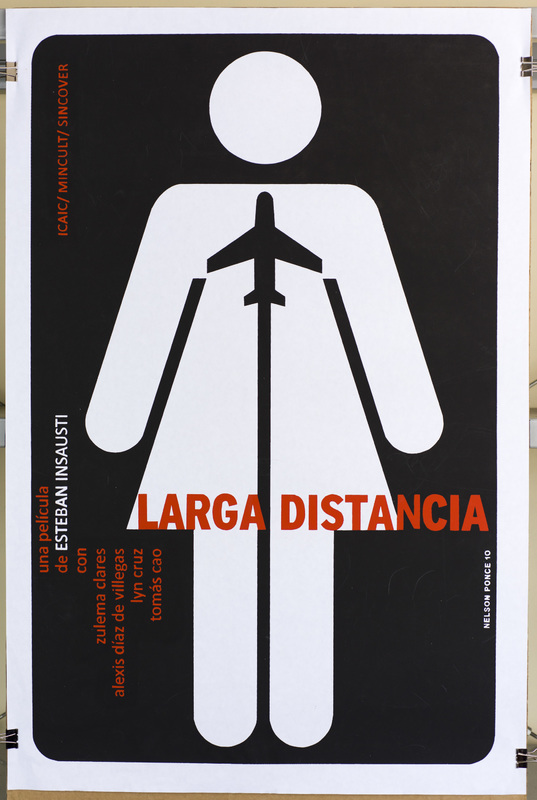 ICAIC/ MINCULT/ SINCOVER
una película
de ESTEBAN INSAUSTI
con
zulema clares
alexis díaz de villegas
lyn cruz
tomás cao
LARGA DISTANCIA
NELSON PONCE 10